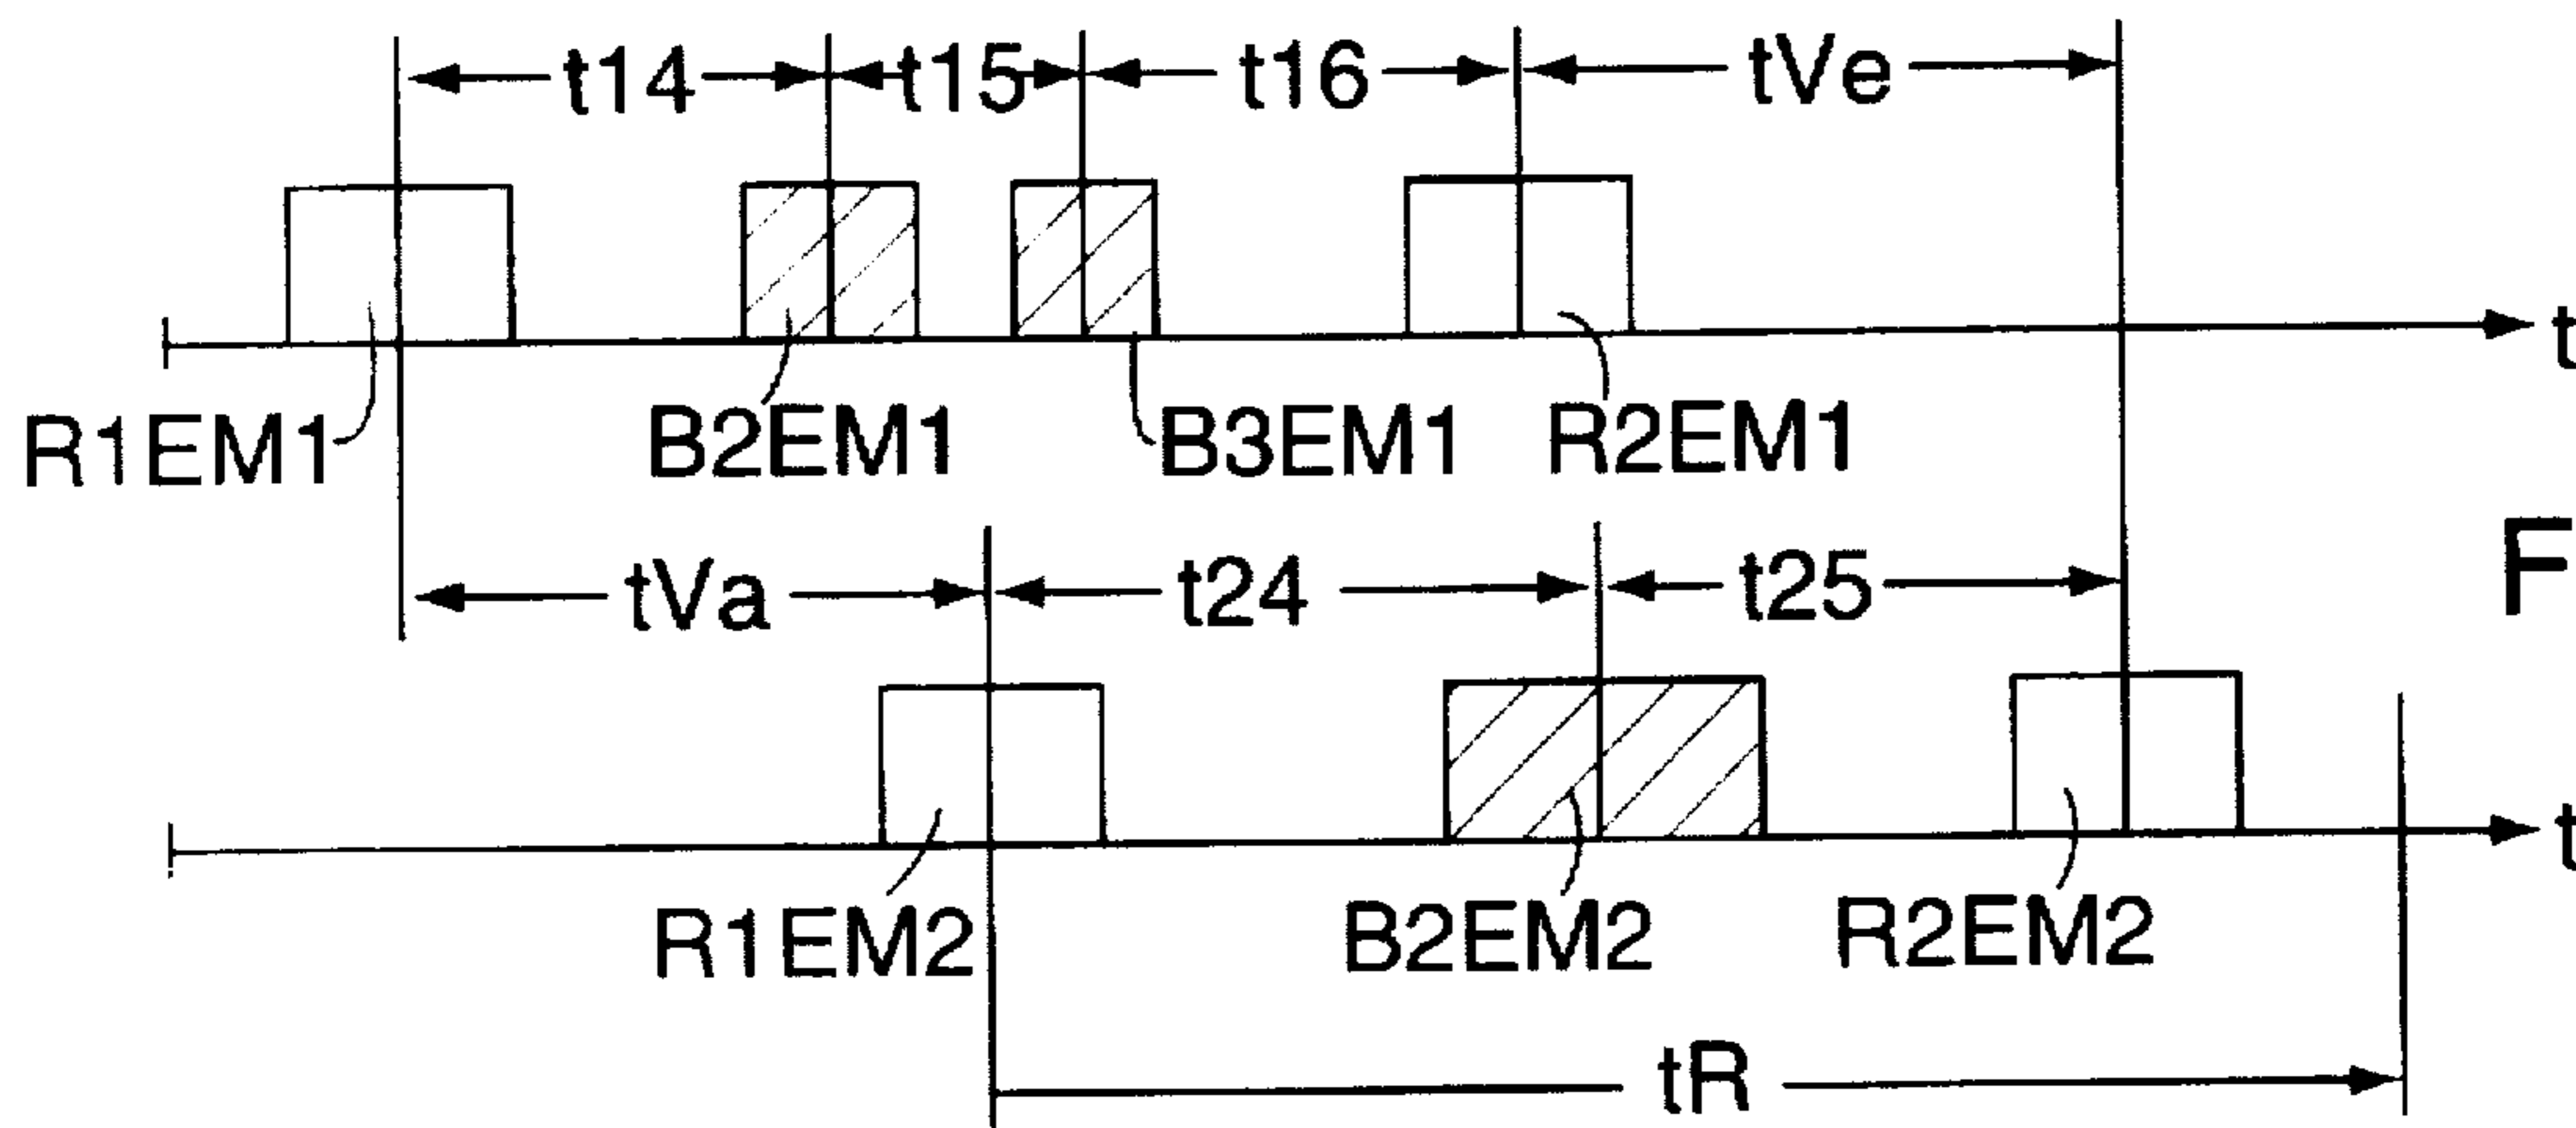 t14 t15 t16 tVe
t
R1EM1 B2EM1 B3EM1 R2EM1
F
tVa t24 t25
t
R1EM2 B2EM2 R2EM2
tR